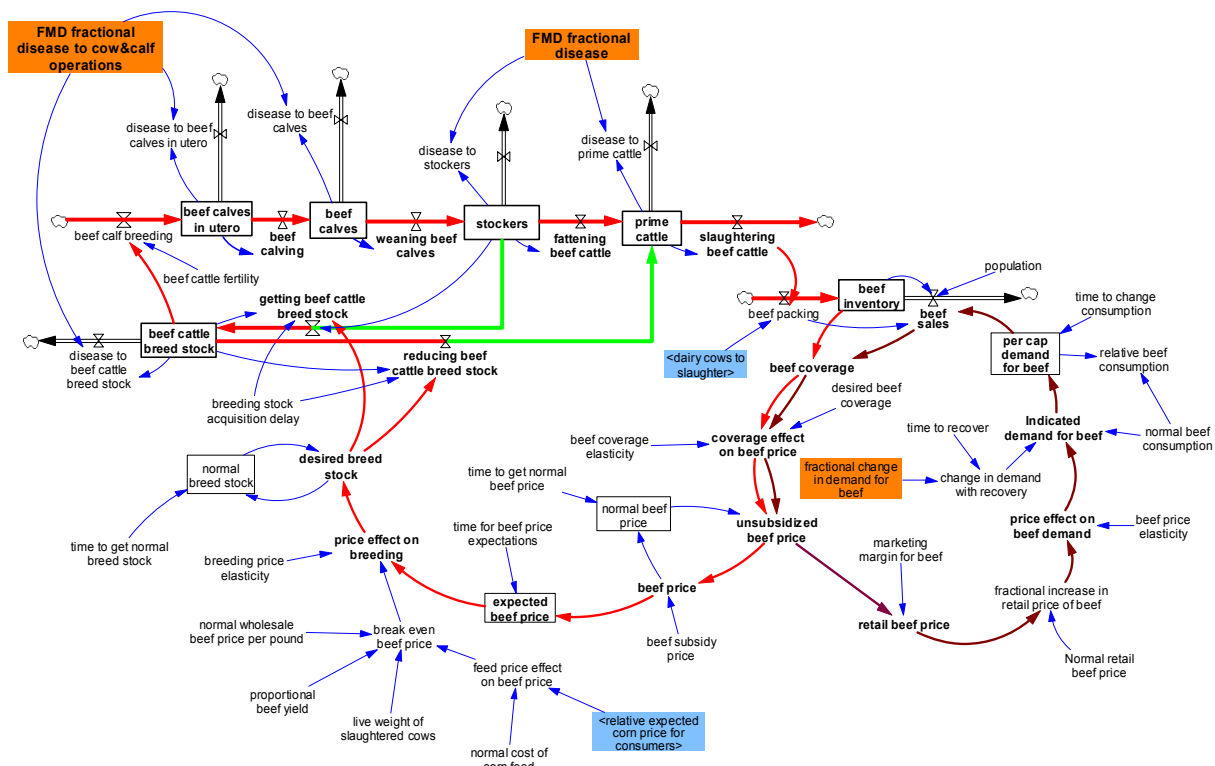 FMD fractional
disease to cow&calf
operations
FMD fractional
disease
disease to beef
calves in utero
disease to beef
calves
disease to
stockers
disease to
prime cattle
beef calves
in utero
beef
calves
stockers
prime
cattle
beef calf breeding
beef
calving
weaning beef
calves
fattening
beef cattle
slaughtering
beef cattle
beef cattle fertility
getting beef cattle
breed stock
beef cattle
breed stock
disease to
beef cattle
breed stock
reducing beef
cattle breed stock
breeding stock
acquisition delay
population
beef
inventory
beef packing
beef
sales
<dairy cows to
slaughter>
beef coverage
time to change
consumption
per cap
demand
for beef
relative beef
consumption
desired beef
coverage
Indicated
demand for beef
normal beef
consumption
beef coverage
elasticity
coverage effect
on beef price
time to recover
fractional change
in demand for
beef
change in demand
with recovery
desired breed
stock
normal
breed stock
time to get normal
beef price
normal beef
price
unsubsidized
beef price
price effect on
beef demand
beef price
elasticity
time to get normal
breed stock
price effect on
breeding
breeding price
elasticity
time for beef price
expectations
marketing
margin for beef
expected
beef price
beef price
fractional increase in
retail price of beef
retail beef price
normal wholesale
beef price per pound
break even
beef price
beef subsidy
price
Normal retail
beef price
proportional
beef yield
feed price effect
on beef price
live weight of
slaughtered cows
<relative expected
corn price for
consumers>
normal cost of
corn feed